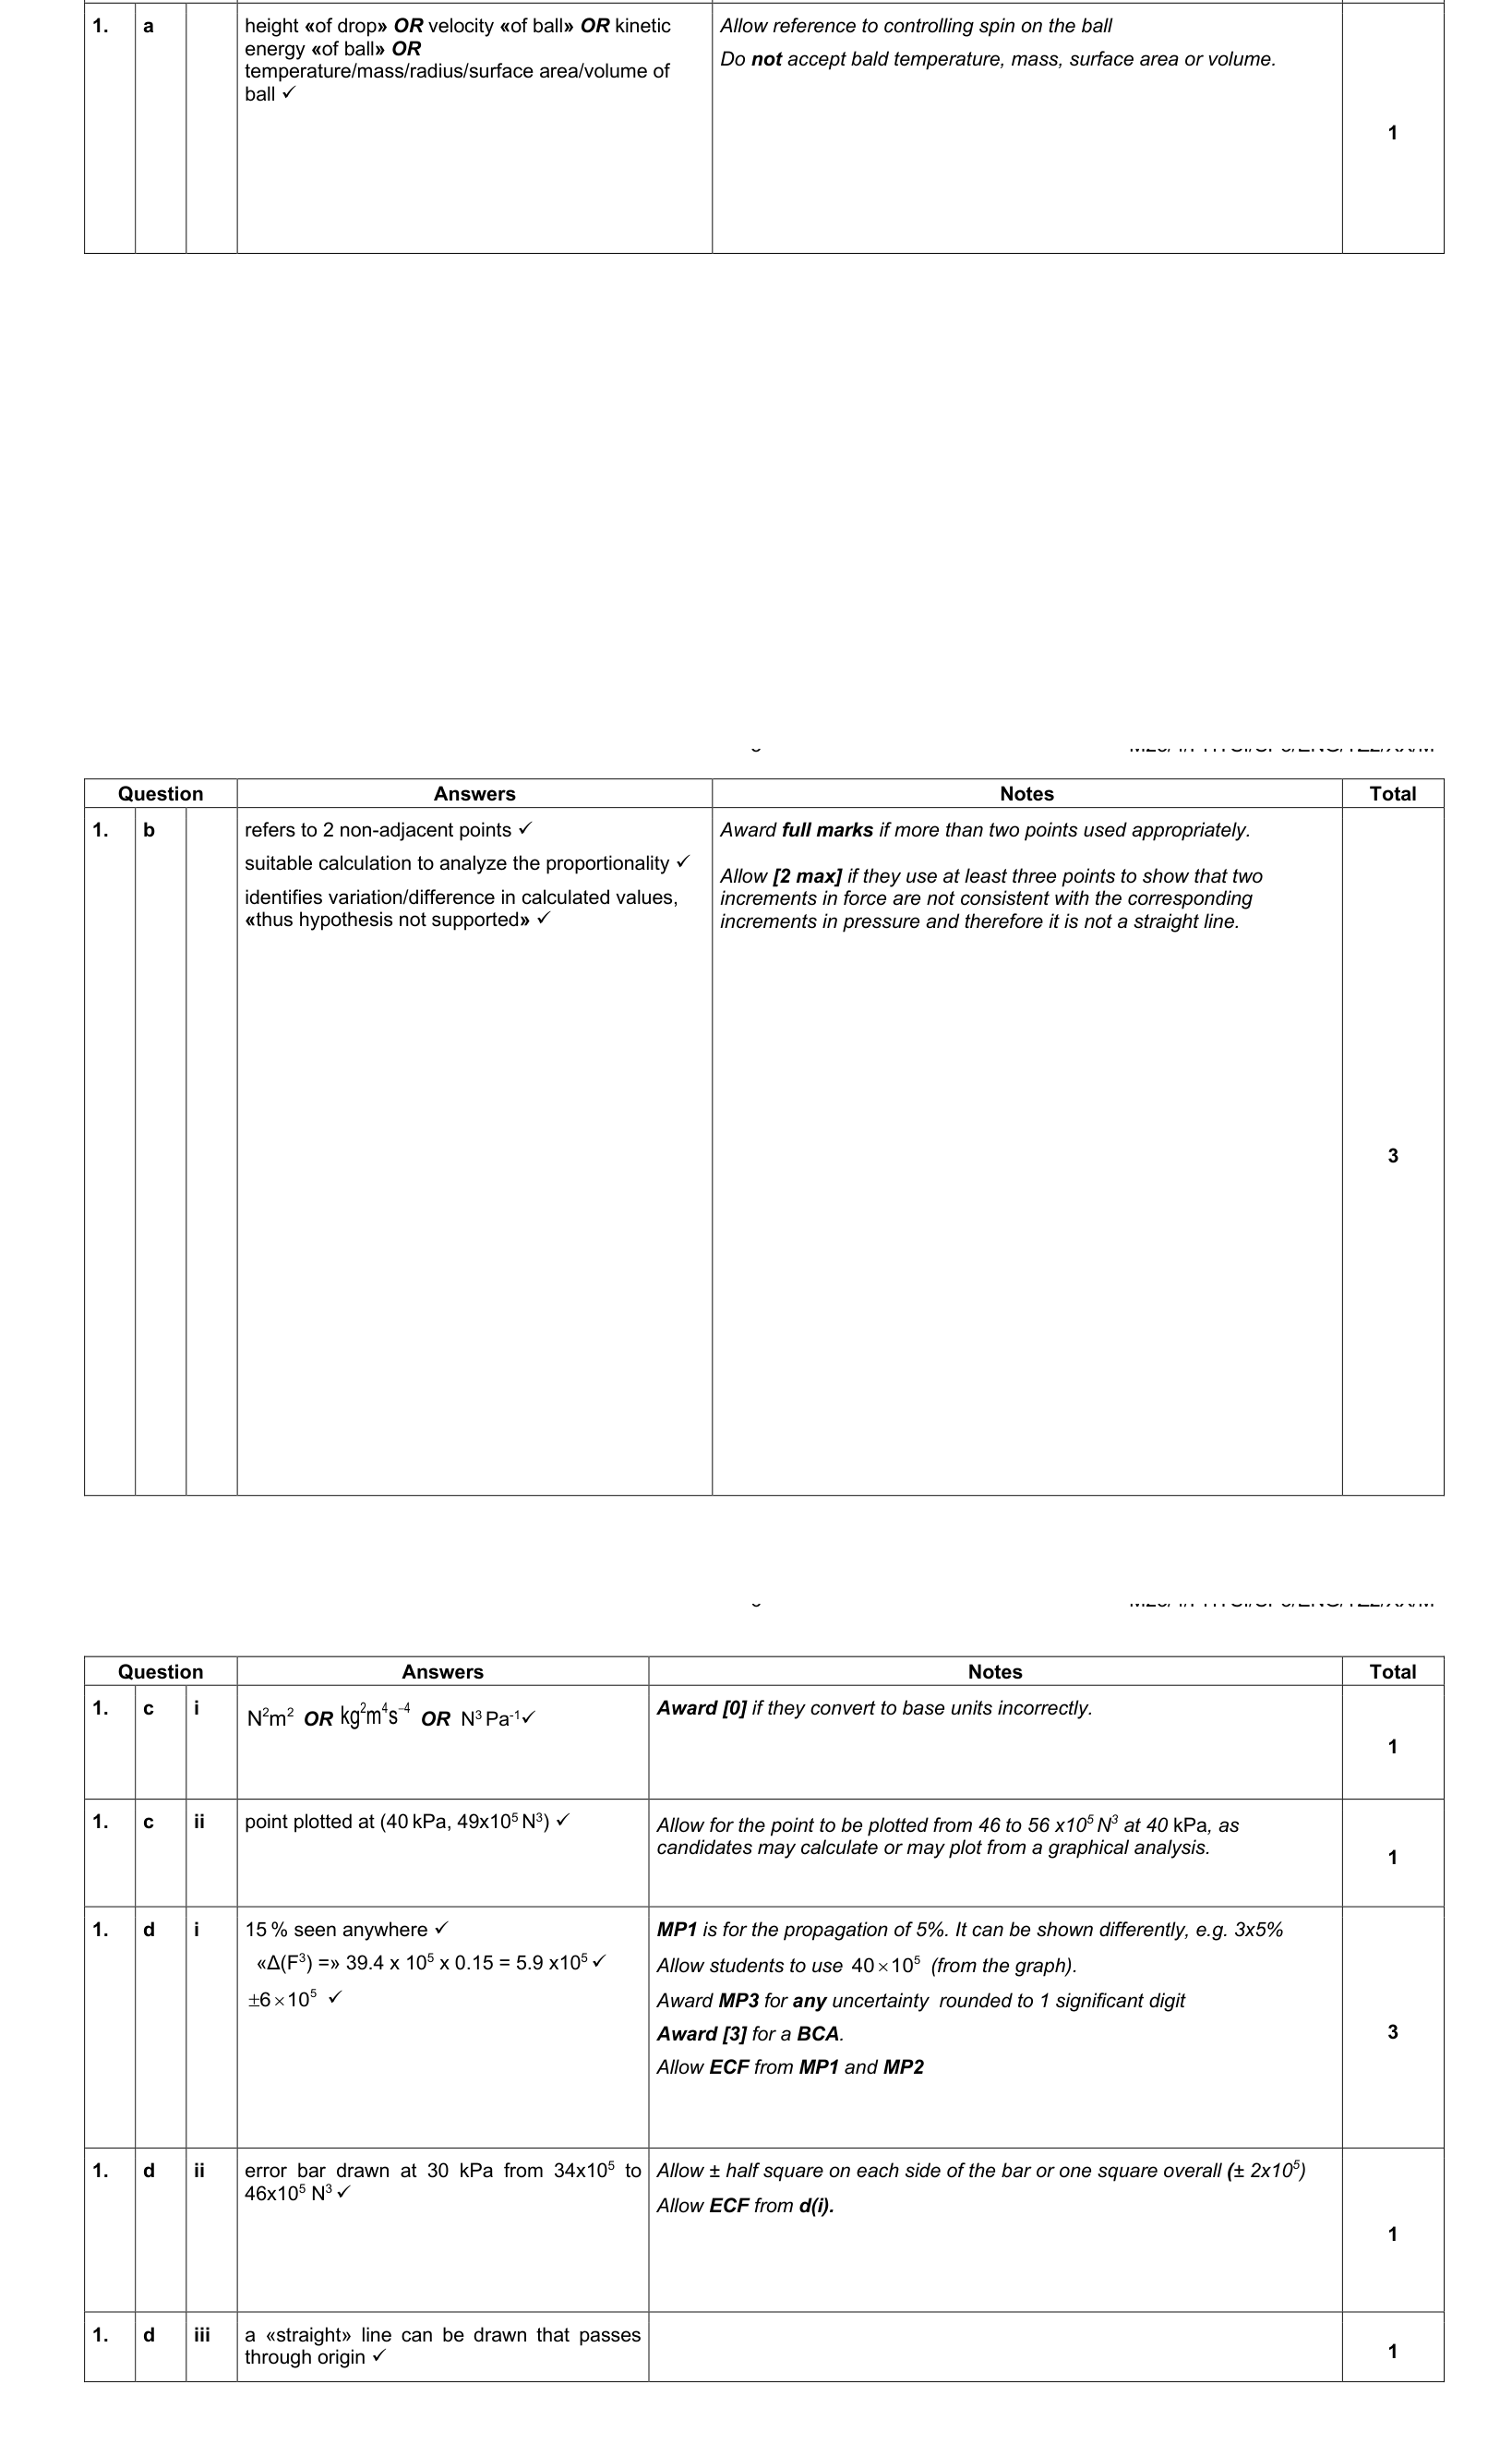 1. a height «of drop» OR velocity «of ball» OR kinetic
energy «of ball» OR
temperature/mass/radius/surface area/volume of
ball ✓
Allow reference to controlling spin on the ball
Do not accept bald temperature, mass, surface area or volume.
1
Question Answers Notes Total
1. b refers to 2 non-adjacent points ✓
suitable calculation to analyze the proportionality ✓
identifies variation/difference in calculated values,
«thus hypothesis not supported» ✓
Award full marks if more than two points used appropriately.
Allow [2 max] if they use at least three points to show that two
increments in force are not consistent with the corresponding
increments in pressure and therefore it is not a straight line.
3
Question Answers Notes Total
1. c i N²m² OR kg²m⁴s⁻⁴ OR N³ Pa⁻¹✓
Award [0] if they convert to base units incorrectly.
1
1. c ii point plotted at (40 kPa, 49x10⁵ N³) ✓
Allow for the point to be plotted from 46 to 56 x10⁵ N³ at 40 kPa, as
candidates may calculate or may plot from a graphical analysis.
1
1. d i 15 % seen anywhere ✓
«Δ(F³) =» 39.4 x 10⁵ x 0.15 = 5.9 x10⁵ ✓
±6×10⁵ ✓
MP1 is for the propagation of 5%. It can be shown differently, e.g. 3x5%
Allow students to use 40×10⁵ (from the graph).
Award MP3 for any uncertainty rounded to 1 significant digit
Award [3] for a BCA.
Allow ECF from MP1 and MP2
3
1. d ii error bar drawn at 30 kPa from 34x10⁵ to
46x10⁵ N³ ✓
Allow ± half square on each side of the bar or one square overall (± 2x10⁵)
Allow ECF from d(i).
1
1. d iii a «straight» line can be drawn that passes
through origin ✓
1